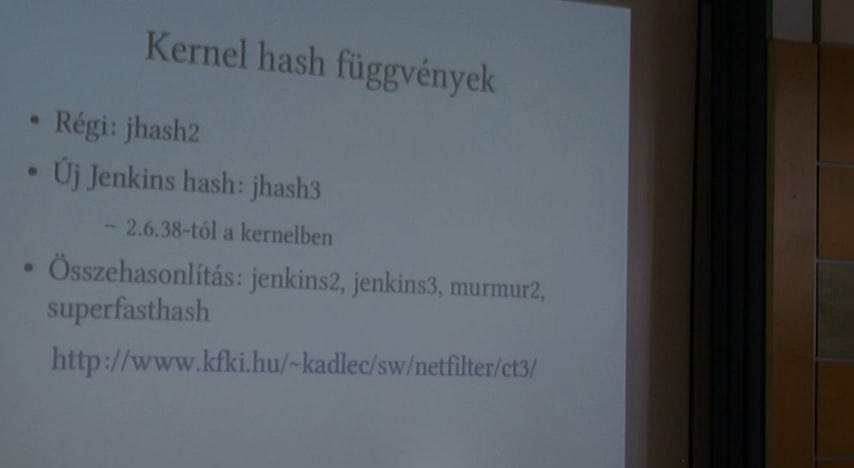 Kernel hash függvények
• Régi: jhash2
• Új Jenkins hash: jhash3
– 2.6.38-tól a kernelben
• Összehasonlítás: jenkins2, jenkins3, murmur2,
superfasthash
http://www.kfki.hu/~kadlec/sw/netfilter/ct3/